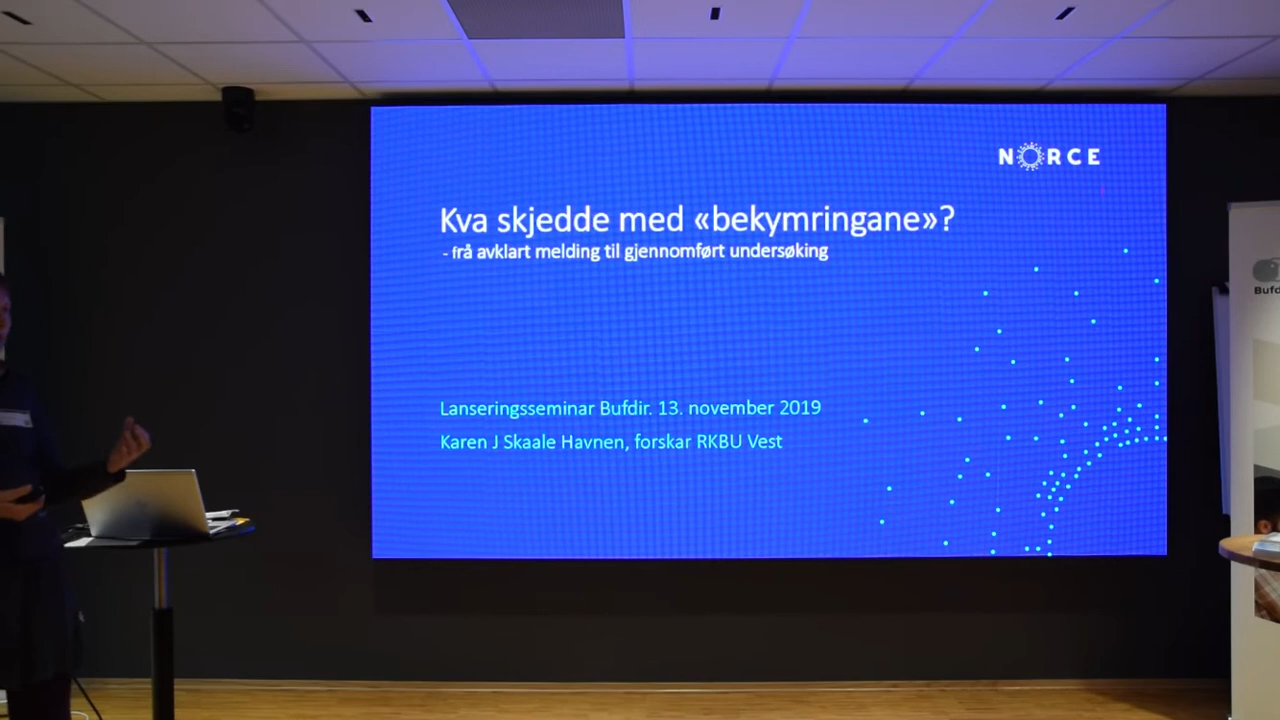 NORCE
Kva skjedde med «bekymringane»?
- frå avklart melding til gjennomført undersøking
Lanseringsseminar Bufdir. 13. november 2019
Karen J Skaale Havnen, forskar RKBU Vest